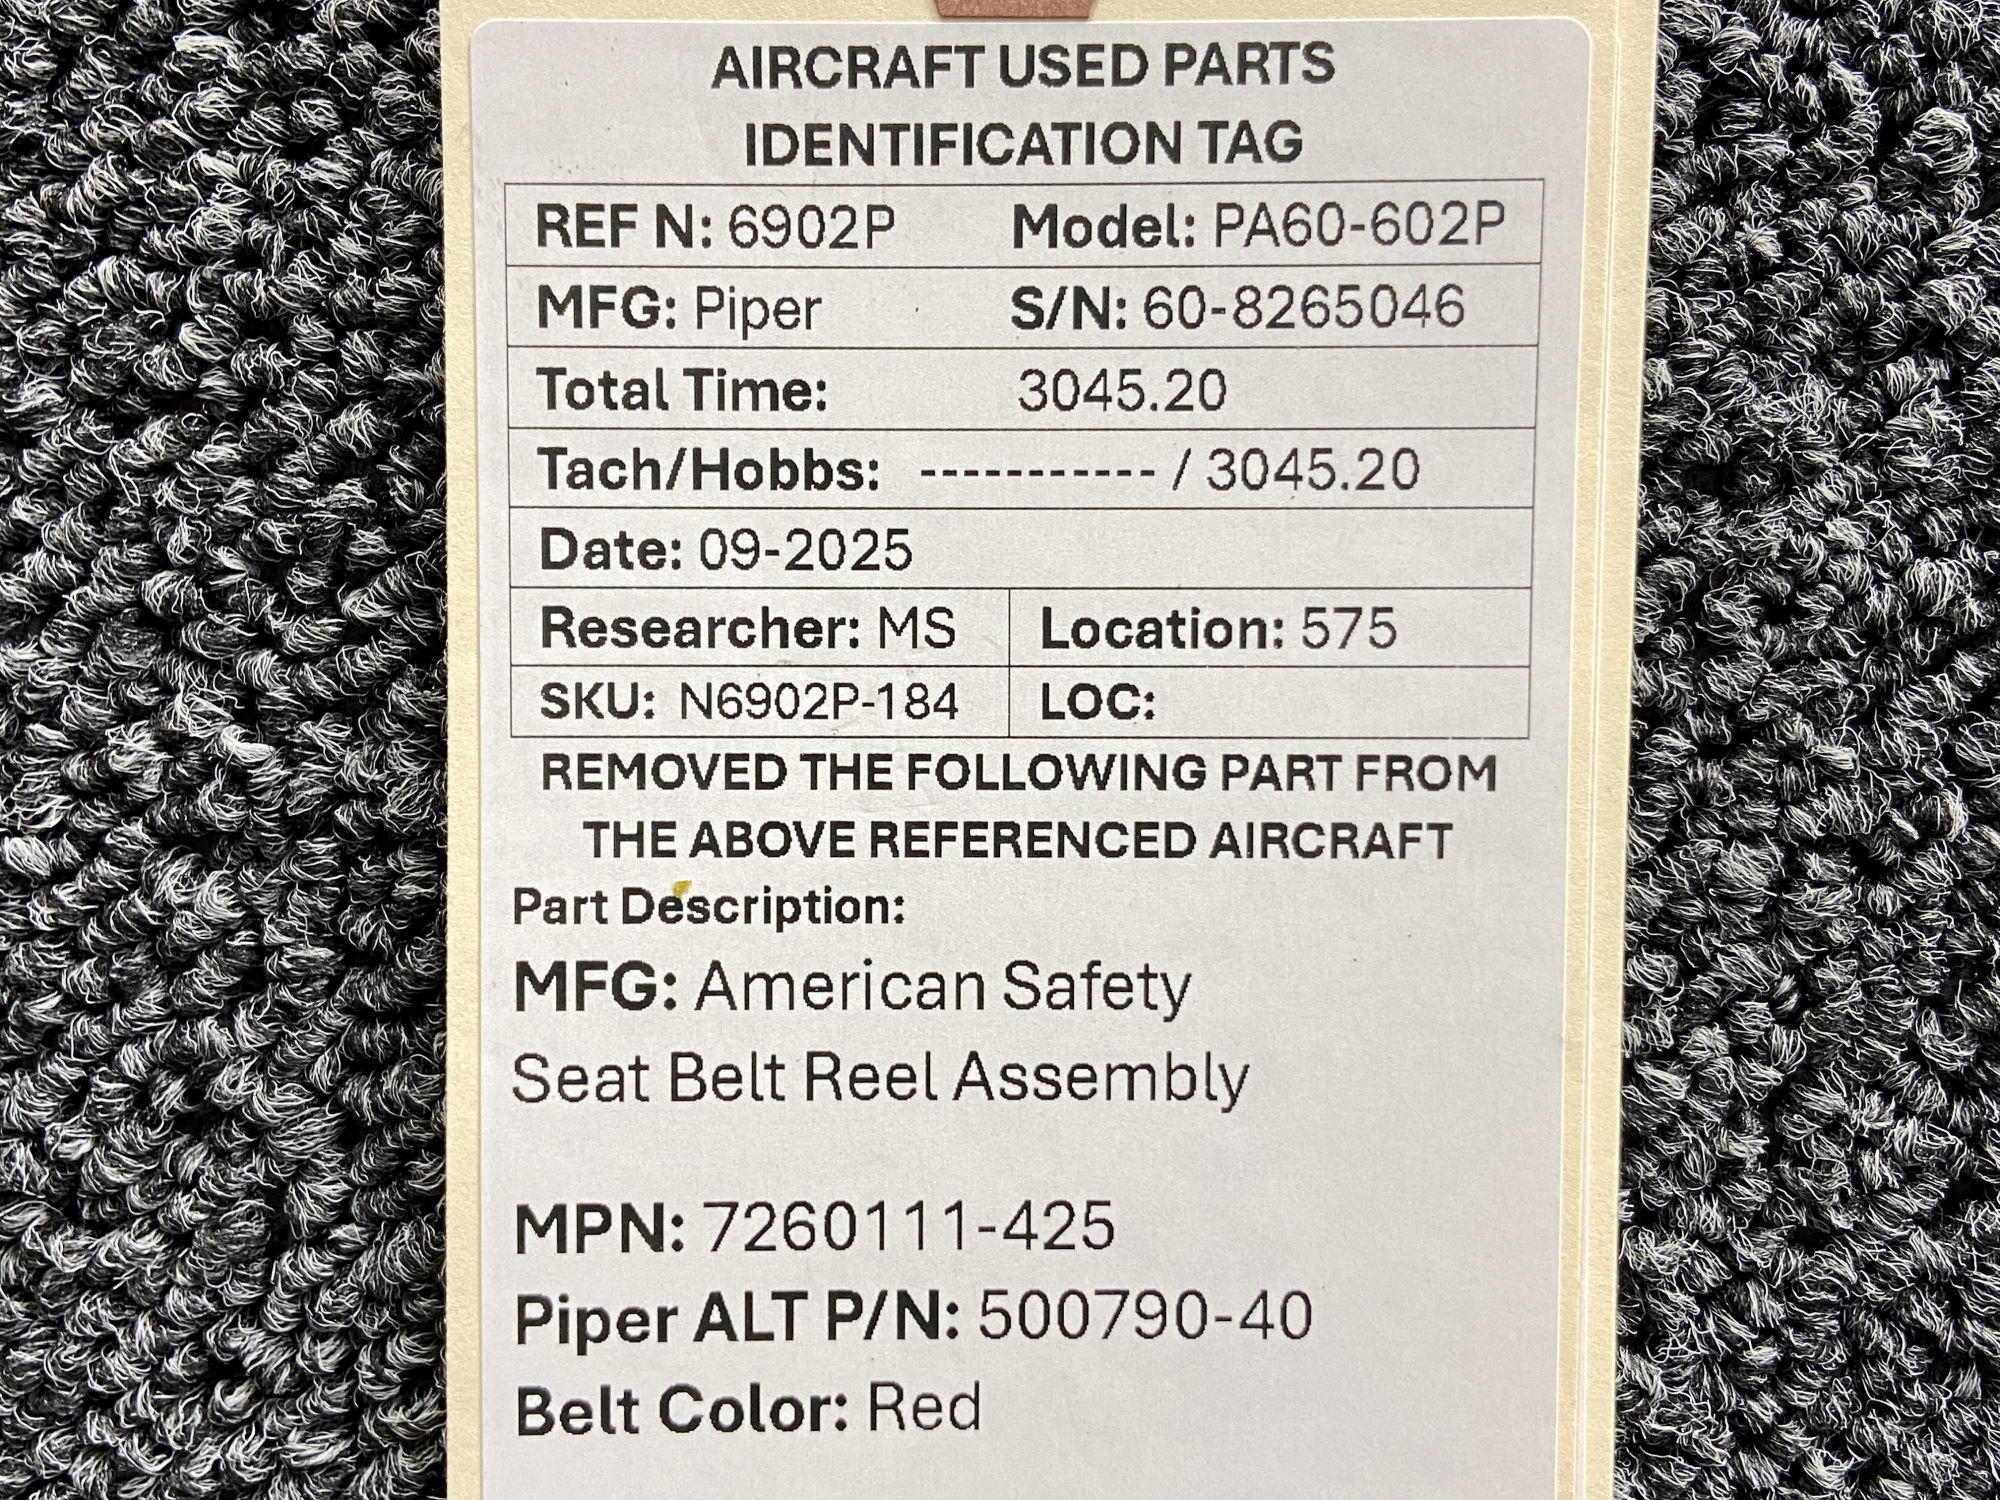 AIRCRAFT USED PARTS
IDENTIFICATION TAG
REF N: 6902P Model: PA60-602P
MFG: Piper S/N: 60-8265046
Total Time: 3045.20
Tach/Hobbs: ----------- / 3045.20
Date: 09-2025
Researcher: MS Location: 575
SKU: N6902P-184 LOC:
REMOVED THE FOLLOWING PART FROM
THE ABOVE REFERENCED AIRCRAFT
Part Description:
MFG: American Safety
Seat Belt Reel Assembly
MPN: 7260111-425
Piper ALT P/N: 500790-40
Belt Color: Red